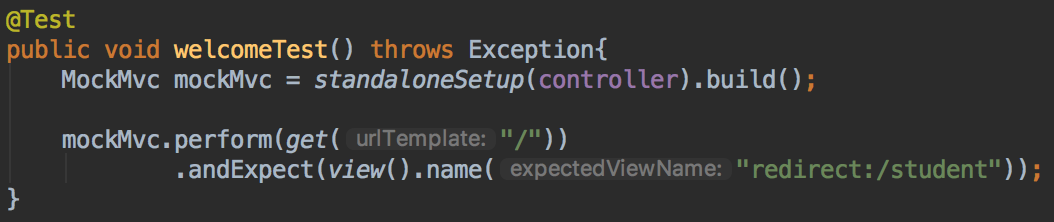 @Test
public void welcomeTest() throws Exception{
    MockMvc mockMvc = standaloneSetup(controller).build();

    mockMvc.perform(get( urlTemplate: "/"))
            .andExpect(view().name( expectedViewName: "redirect:/student"));
}